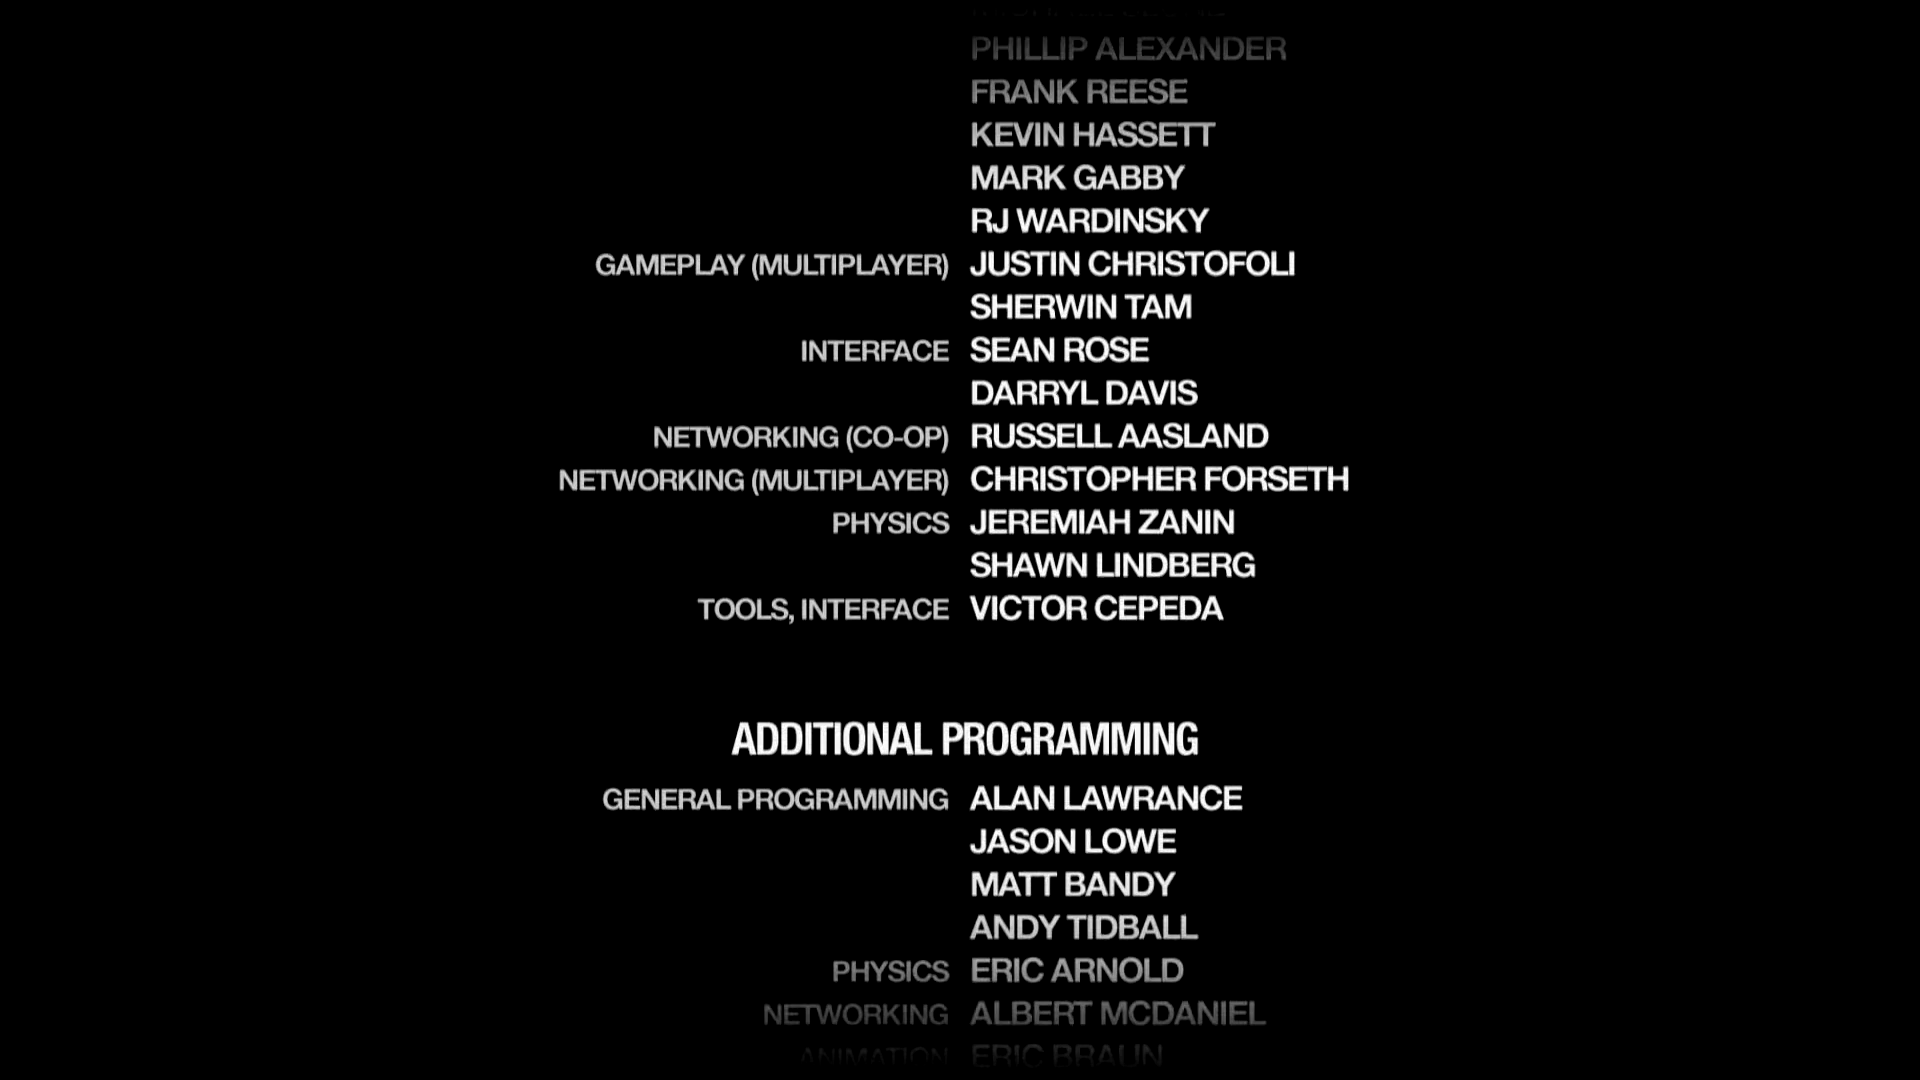 PHILLIP ALEXANDER
FRANK REESE
KEVIN HASSETT
MARK GABBY
RJ WARDINSKY
GAMEPLAY (MULTIPLAYER) JUSTIN CHRISTOFOLI
SHERWIN TAM
INTERFACE SEAN ROSE
DARRYL DAVIS
NETWORKING (CO-OP) RUSSELL AASLAND
NETWORKING (MULTIPLAYER) CHRISTOPHER FORSETH
PHYSICS JEREMIAH ZANIN
SHAWN LINDBERG
TOOLS, INTERFACE VICTOR CEPEDA
ADDITIONAL PROGRAMMING
GENERAL PROGRAMMING ALAN LAWRANCE
JASON LOWE
MATT BANDY
ANDY TIDBALL
PHYSICS ERIC ARNOLD
NETWORKING ALBERT MCDANIEL
ANIMATION ERIC BRAUN